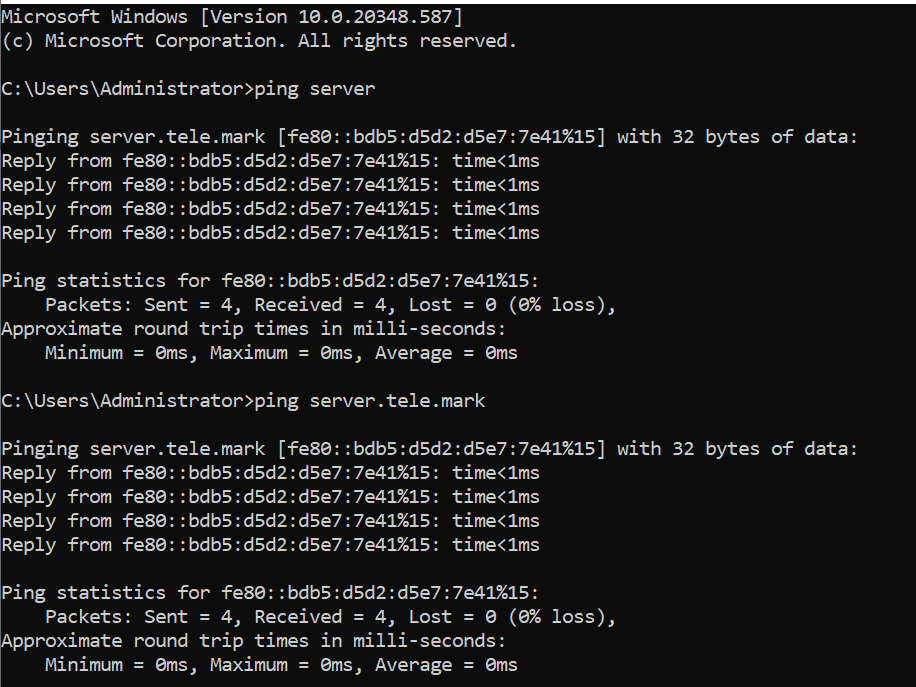 Microsoft Windows [Version 10.0.20348.587]
(c) Microsoft Corporation. All rights reserved.
C:\Users\Administrator>ping server
Pinging server.tele.mark [fe80::bdb5:d5d2:d5e7:7e41%15] with 32 bytes of data:
Reply from fe80::bdb5:d5d2:d5e7:7e41%15: time<1ms
Reply from fe80::bdb5:d5d2:d5e7:7e41%15: time<1ms
Reply from fe80::bdb5:d5d2:d5e7:7e41%15: time<1ms
Reply from fe80::bdb5:d5d2:d5e7:7e41%15: time<1ms
Ping statistics for fe80::bdb5:d5d2:d5e7:7e41%15:
    Packets: Sent = 4, Received = 4, Lost = 0 (0% loss),
Approximate round trip times in milli-seconds:
    Minimum = 0ms, Maximum = 0ms, Average = 0ms
C:\Users\Administrator>ping server.tele.mark
Pinging server.tele.mark [fe80::bdb5:d5d2:d5e7:7e41%15] with 32 bytes of data:
Reply from fe80::bdb5:d5d2:d5e7:7e41%15: time<1ms
Reply from fe80::bdb5:d5d2:d5e7:7e41%15: time<1ms
Reply from fe80::bdb5:d5d2:d5e7:7e41%15: time<1ms
Reply from fe80::bdb5:d5d2:d5e7:7e41%15: time<1ms
Ping statistics for fe80::bdb5:d5d2:d5e7:7e41%15:
    Packets: Sent = 4, Received = 4, Lost = 0 (0% loss),
Approximate round trip times in milli-seconds:
    Minimum = 0ms, Maximum = 0ms, Average = 0ms